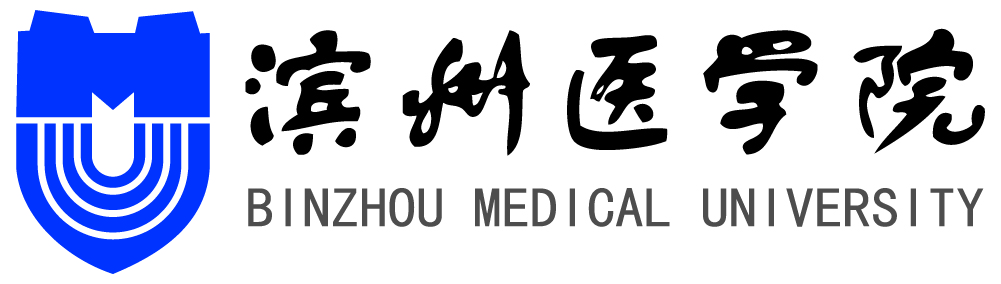 滨州医学院
BINZHOU MEDICAL UNIVERSITY